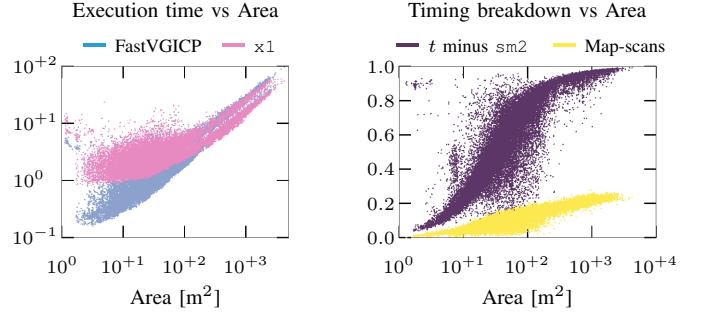 Execution time vs Area
FastVGICP x1
10⁺²
10⁺¹
10⁰
10⁻¹
10⁰ 10⁺¹ 10⁺² 10⁺³
Area [m²]
Timing breakdown vs Area
t minus sm2 Map-scans
1.0
0.8
0.6
0.4
0.2
0.0
10⁰ 10⁺¹ 10⁺² 10⁺³ 10⁺⁴
Area [m²]